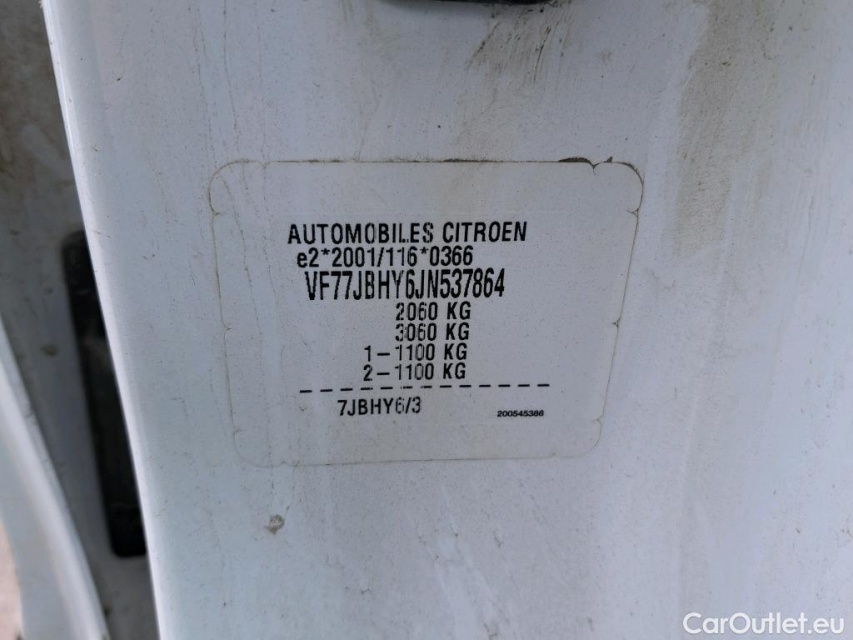 AUTOMOBILES CITROEN
e2*2001/116*0366
VF77JBHY6JN537864
2060 KG
3060 KG
1-1100 KG
2-1100 KG
7JBHY6/3
200545386
CarOutlet.eu